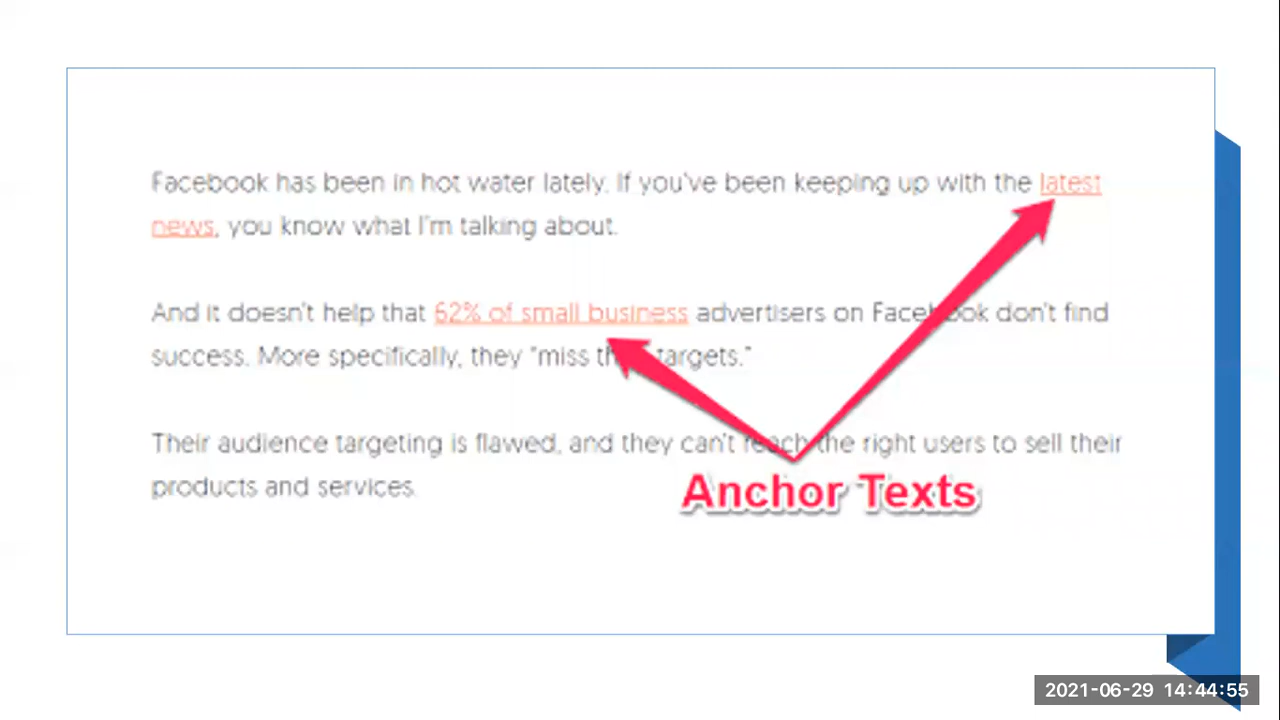 Facebook has been in hot water lately. If you've been keeping up with the latest
news, you know what I'm talking about.
And it doesn't help that 62% of small business advertisers on Facebook don't find
success. More specifically, they "miss targets."
Their audience targeting is flawed, and they can't reach the right users to sell their
products and services.
Anchor Texts
2021-06-29 14:44:55